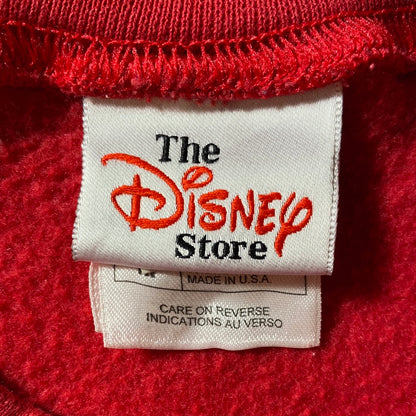 The
Disney
Store
MADE IN U.S.A.
CARE ON REVERSE
INDICATIONS AU VERSO